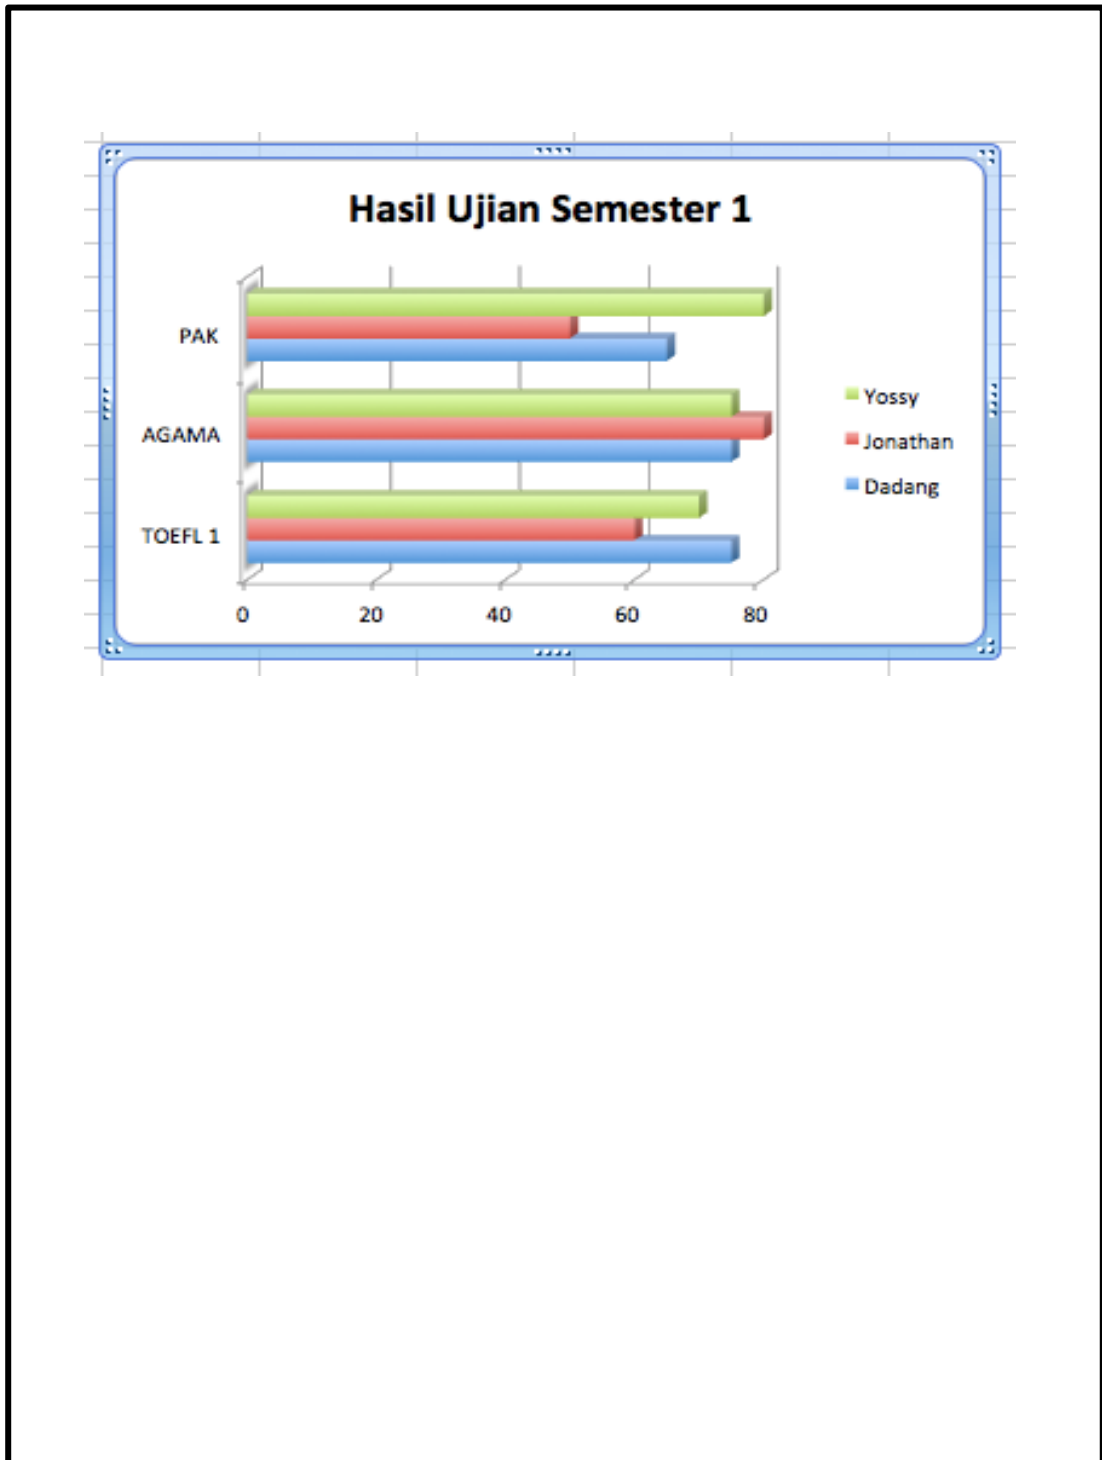 Hasil Ujian Semester 1
PAK
AGAMA
TOEFL 1
0 20 40 60 80
Yossy
Jonathan
Dadang